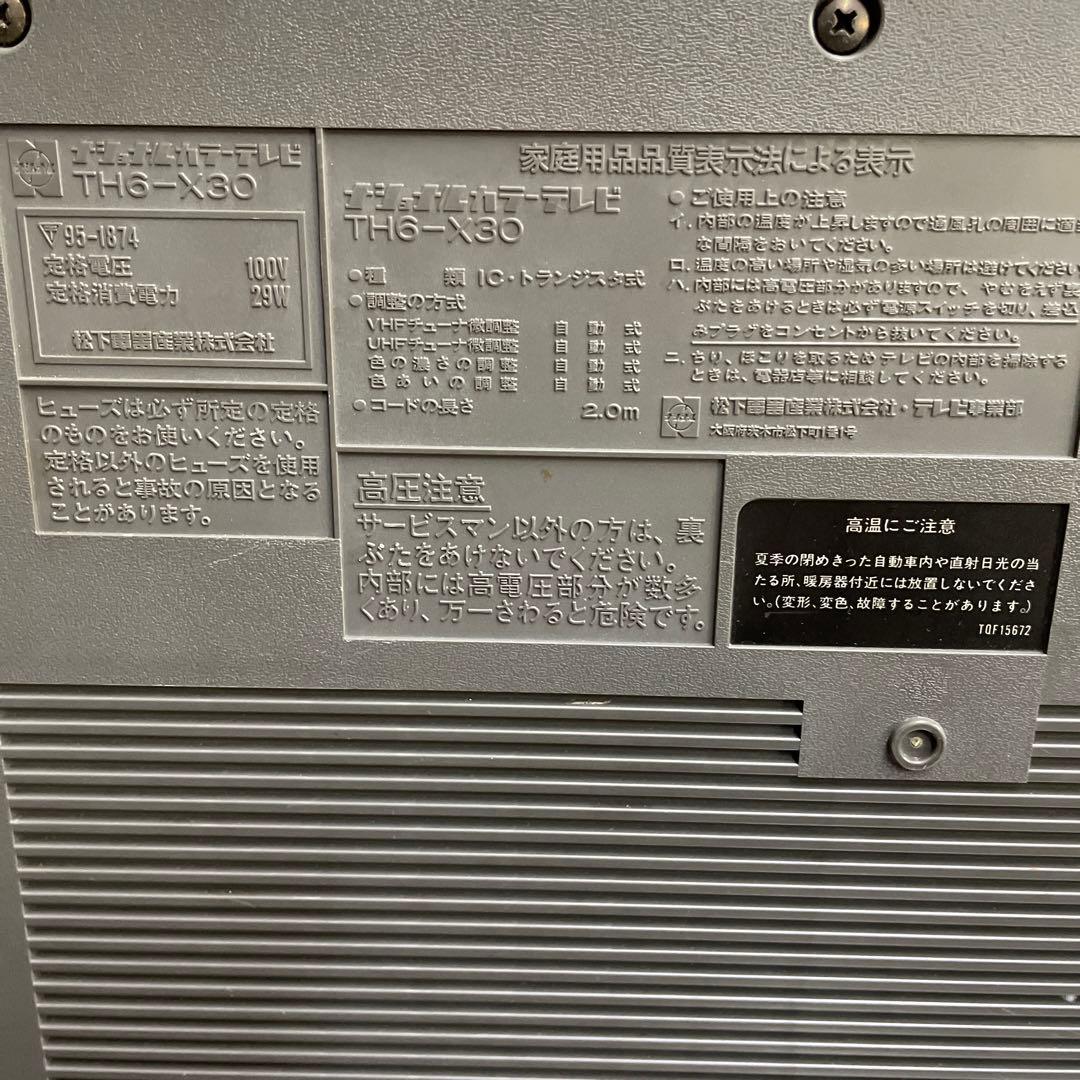 ナショナルカラーテレビ
TH6-X30
95-1874
定格電圧 100V
定格消費電力 29W
松下電器産業株式会社
ヒューズは必ず所定の定格
のものをお使いください。
定格以外のヒューズを使用
されると事故の原因となる
ことがあります。
家庭用品品質表示法による表示
ナショナルカラーテレビ
TH6-X30
●種 類 IC・トランジスタ式
●調整の方式
VHFチューナ微調整 自動式
UHFチューナ微調整 自動式
色の濃さの調整 自動式
色あいの調整 自動式
●コードの長さ 2.0m
●ご使用上の注意
イ. 内部の温度が上昇しますので通風孔の周囲に適当
な間隔をおいてください。
ロ. 温度の高い場所や湿気の多い場所は避けてください
ハ. 内部には高電圧部分がありますので、やむをえず裏
ぶたをあけるときは必ず電源スイッチを切り、差込
みプラグをコンセントから抜いてください。
ニ. ちり、ほこりを取るためテレビの内部を掃除する
ときは、電器店等に相談してください。
松下電器産業株式会社・テレビ事業部
大阪府茨木市松下町1番1号
高圧注意
サービスマン以外の方は、裏
ぶたをあけないでください。
内部には高電圧部分が数多
くあり、万一さわると危険です。
高温にご注意
夏季の閉めきった自動車内や直射日光の当
たる所、暖房器付近には放置しないでくださ
い。(変形、変色、故障することがあります。)
TQF15672